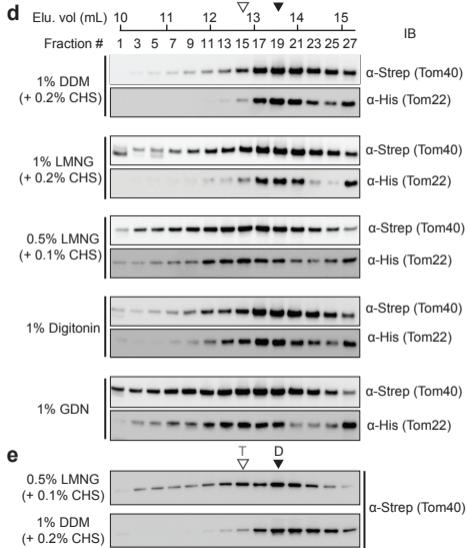 d
Elu. vol (mL) 10 11 12 13 14 15
Fraction # 1 3 5 7 9 11 13 15 17 19 21 23 25 27
IB
1% DDM
(+ 0.2% CHS)
α-Strep (Tom40)
α-His (Tom22)
1% LMNG
(+ 0.2% CHS)
α-Strep (Tom40)
α-His (Tom22)
0.5% LMNG
(+ 0.1% CHS)
α-Strep (Tom40)
α-His (Tom22)
1% Digitonin
α-Strep (Tom40)
α-His (Tom22)
1% GDN
α-Strep (Tom40)
α-His (Tom22)
e
T D
0.5% LMNG
(+ 0.1% CHS)
1% DDM
(+ 0.2% CHS)
α-Strep (Tom40)